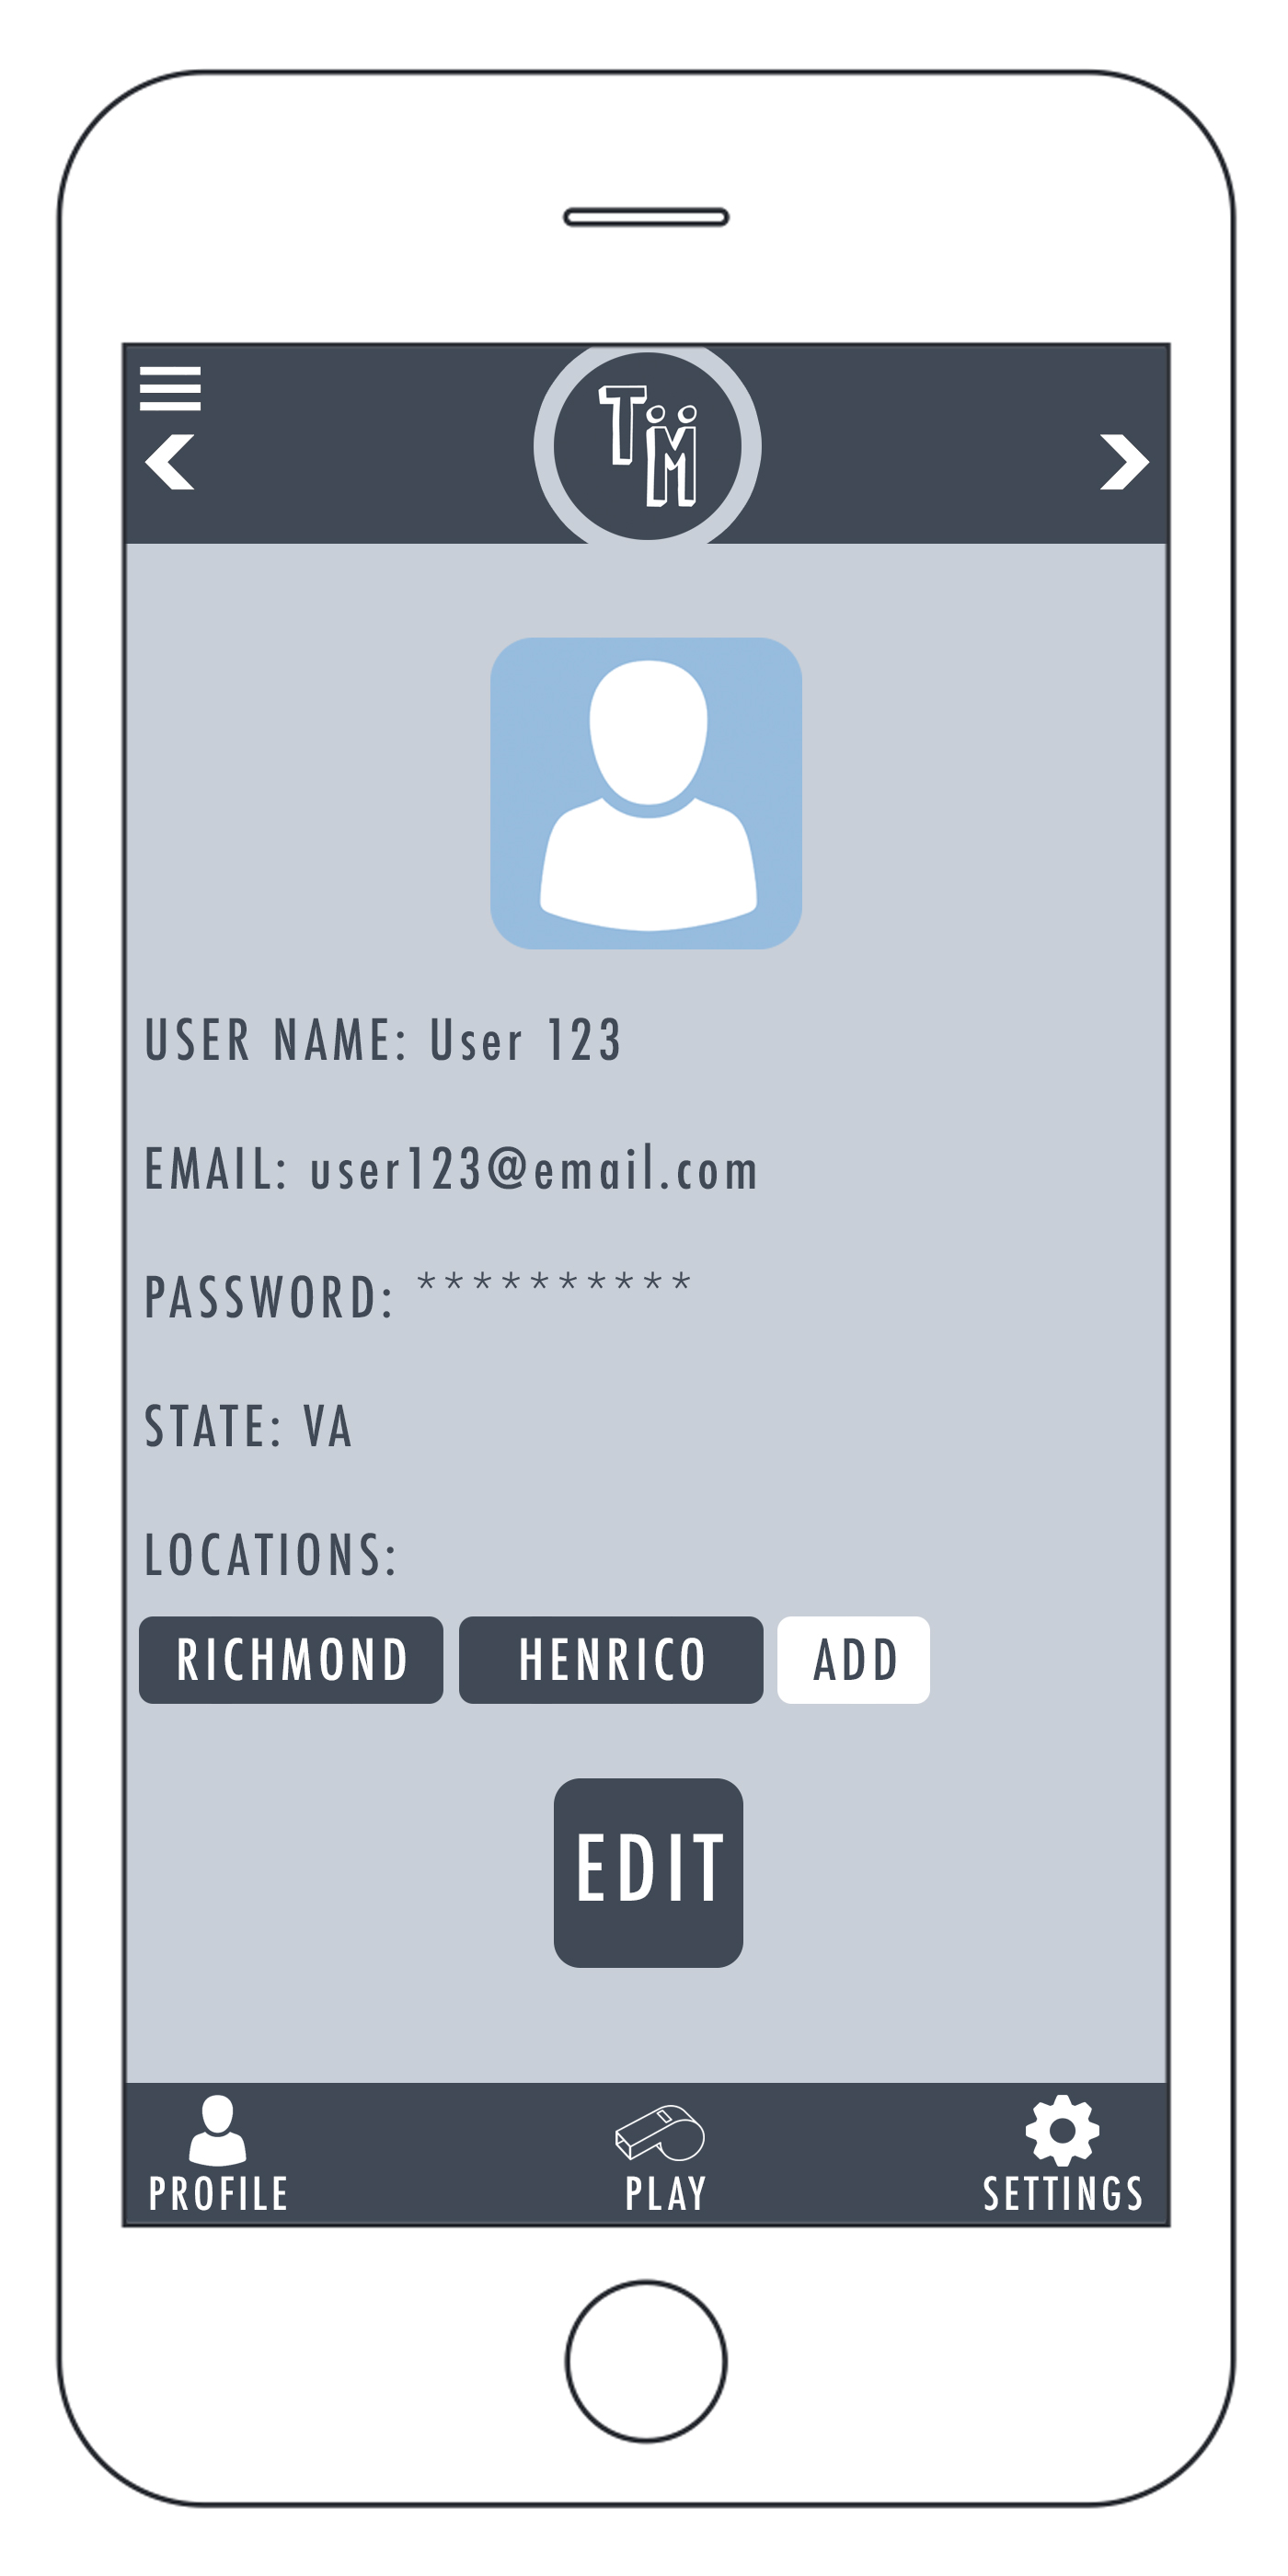 TiM
USER NAME: User 123
EMAIL: user123@email.com
PASSWORD: **********
STATE: VA
LOCATIONS:
RICHMOND HENRICO ADD
EDIT
PROFILE PLAY SETTINGS